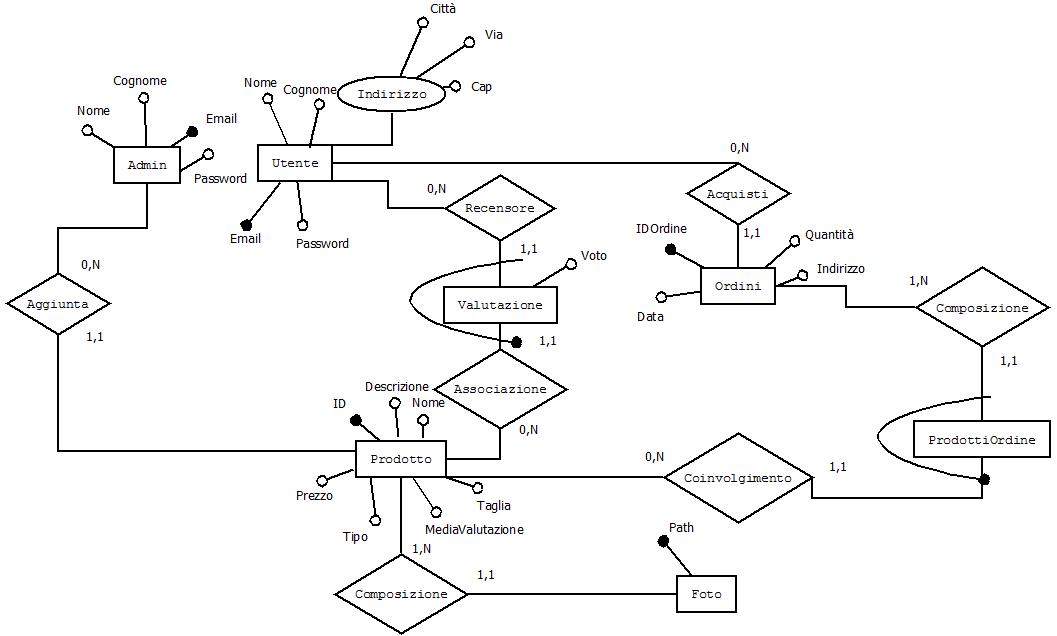 Città
Via
Cap
Indirizzo
Cognome
Nome
Email
Password
Admin
Nome
Cognome
Utente
Email
Password
0,N
Acquisti
1,1
0,N
Recensore
1,1
Voto
Valutazione
1,1
IDOrdine
Quantità
Indirizzo
Ordini
Data
1,N
Composizione
1,1
0,N
Aggiunta
1,1
Associazione
0,N
Descrizione
ID
Nome
Prodotto
Prezzo
Tipo
MediaValutazione
Taglia
0,N
Coinvolgimento
1,1
ProdottiOrdine
1,N
Composizione
1,1
Path
Foto